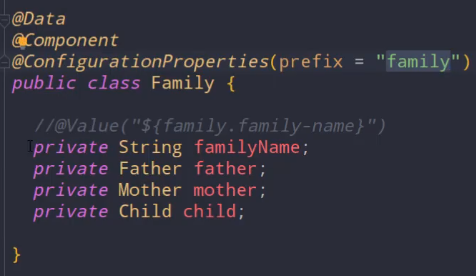 @Data
@Component
@ConfigurationProperties(prefix = "family")
public class Family {
//@Value("${family.family-name}")
private String familyName;
private Father father;
private Mother mother;
private Child child;
}